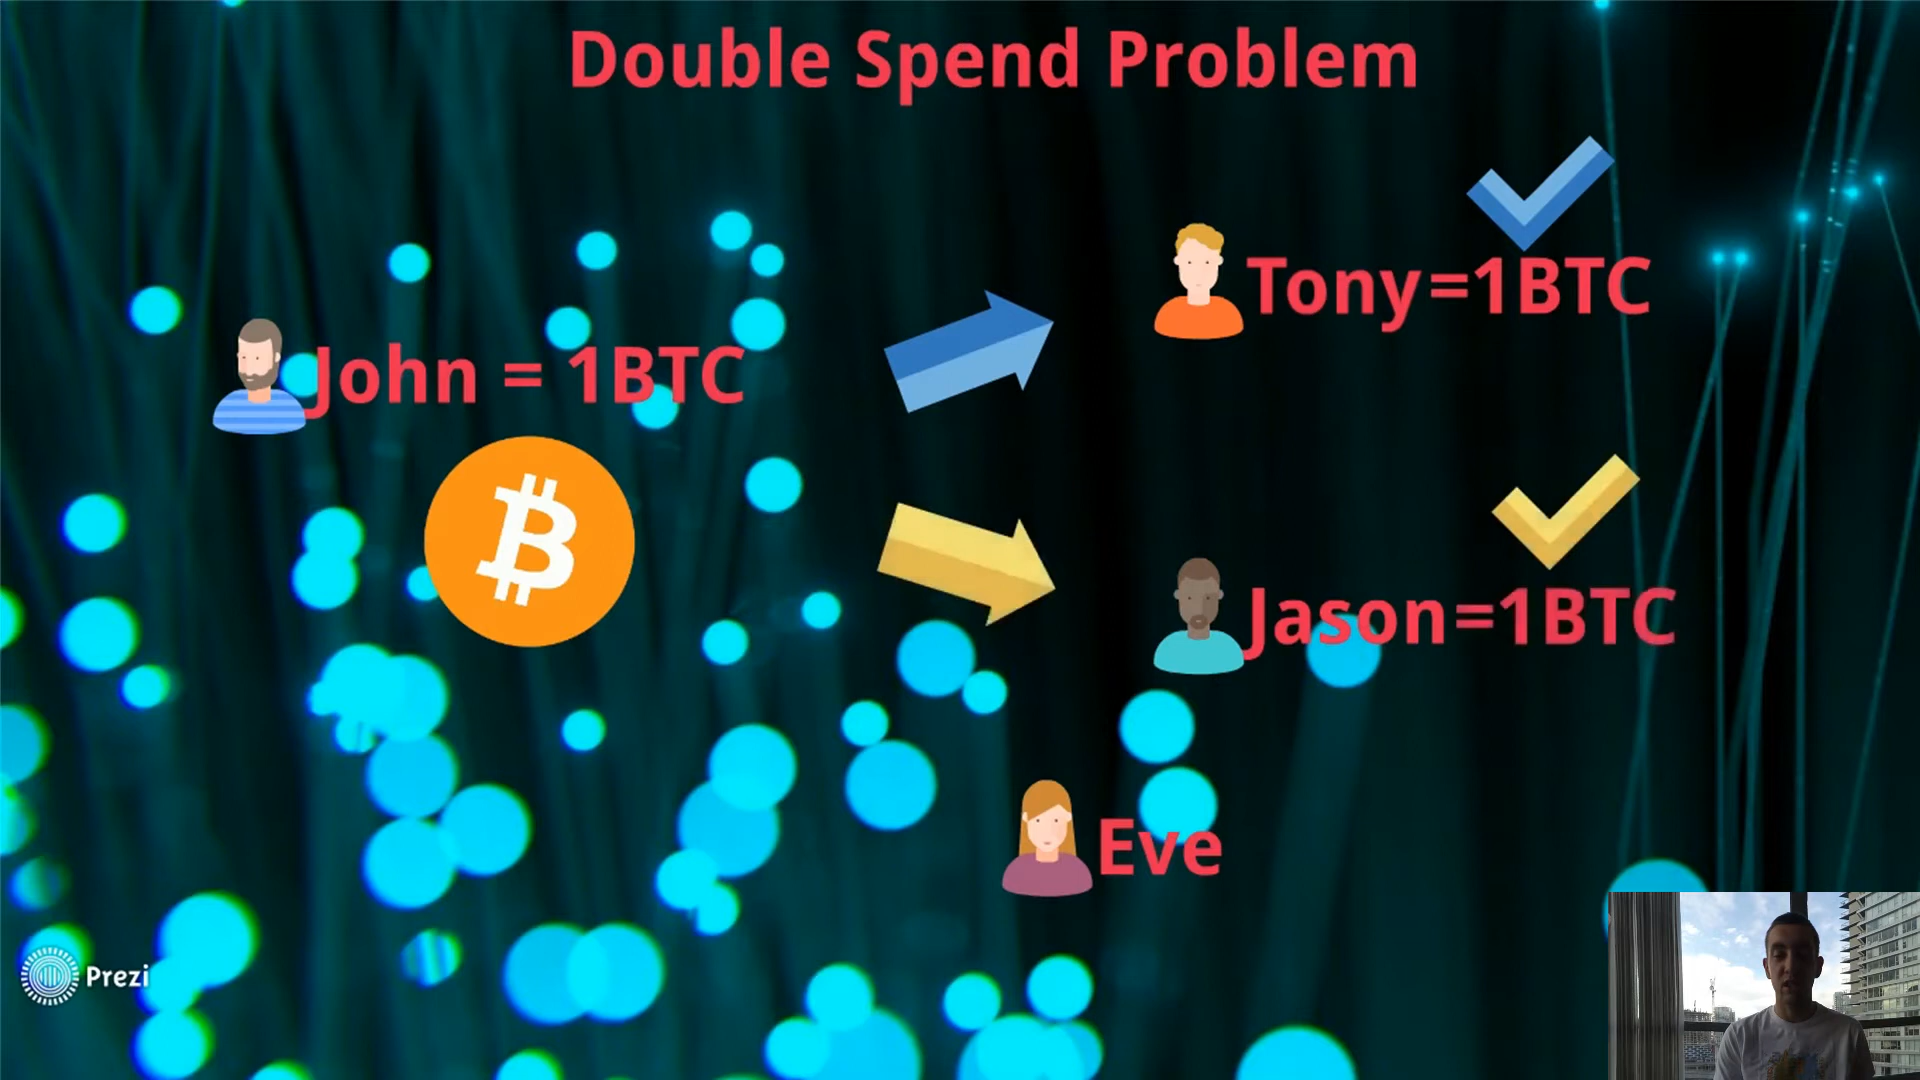 Double Spend Problem
Tony=1BTC
John = 1BTC
Jason=1BTC
Eve
Prezi